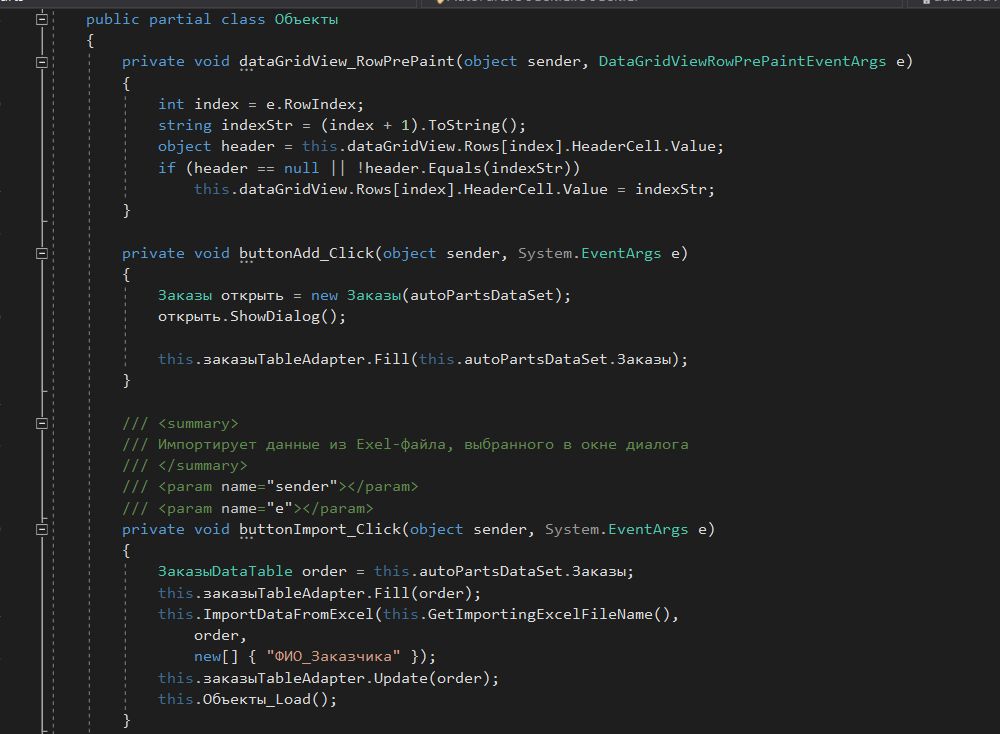 public partial class Объекты
{
private void dataGridView_RowPrePaint(object sender, DataGridViewRowPrePaintEventArgs e)
{
int index = e.RowIndex;
string indexStr = (index + 1).ToString();
object header = this.dataGridView.Rows[index].HeaderCell.Value;
if (header == null || !header.Equals(indexStr))
this.dataGridView.Rows[index].HeaderCell.Value = indexStr;
}
private void buttonAdd_Click(object sender, System.EventArgs e)
{
Заказы открыть = new Заказы(autoPartsDataSet);
открыть.ShowDialog();
this.заказыTableAdapter.Fill(this.autoPartsDataSet.Заказы);
}
/// <summary>
/// Импортирует данные из Exel-файла, выбранного в окне диалога
/// </summary>
/// <param name="sender"></param>
/// <param name="e"></param>
private void buttonImport_Click(object sender, System.EventArgs e)
{
ЗаказыDataTable order = this.autoPartsDataSet.Заказы;
this.заказыTableAdapter.Fill(order);
this.ImportDataFromExcel(this.GetImportingExcelFileName(),
order,
new[] { "ФИО_Заказчика" });
this.заказыTableAdapter.Update(order);
this.Объекты_Load();
}